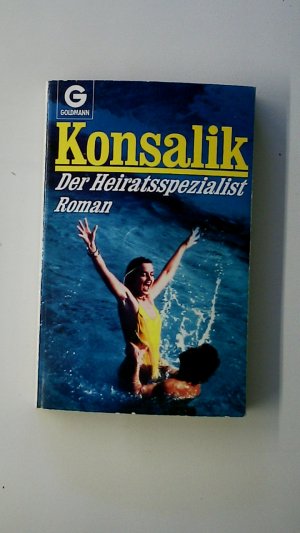 G
GOLDMANN
Konsalik
Der Heiratsspezialist
Roman